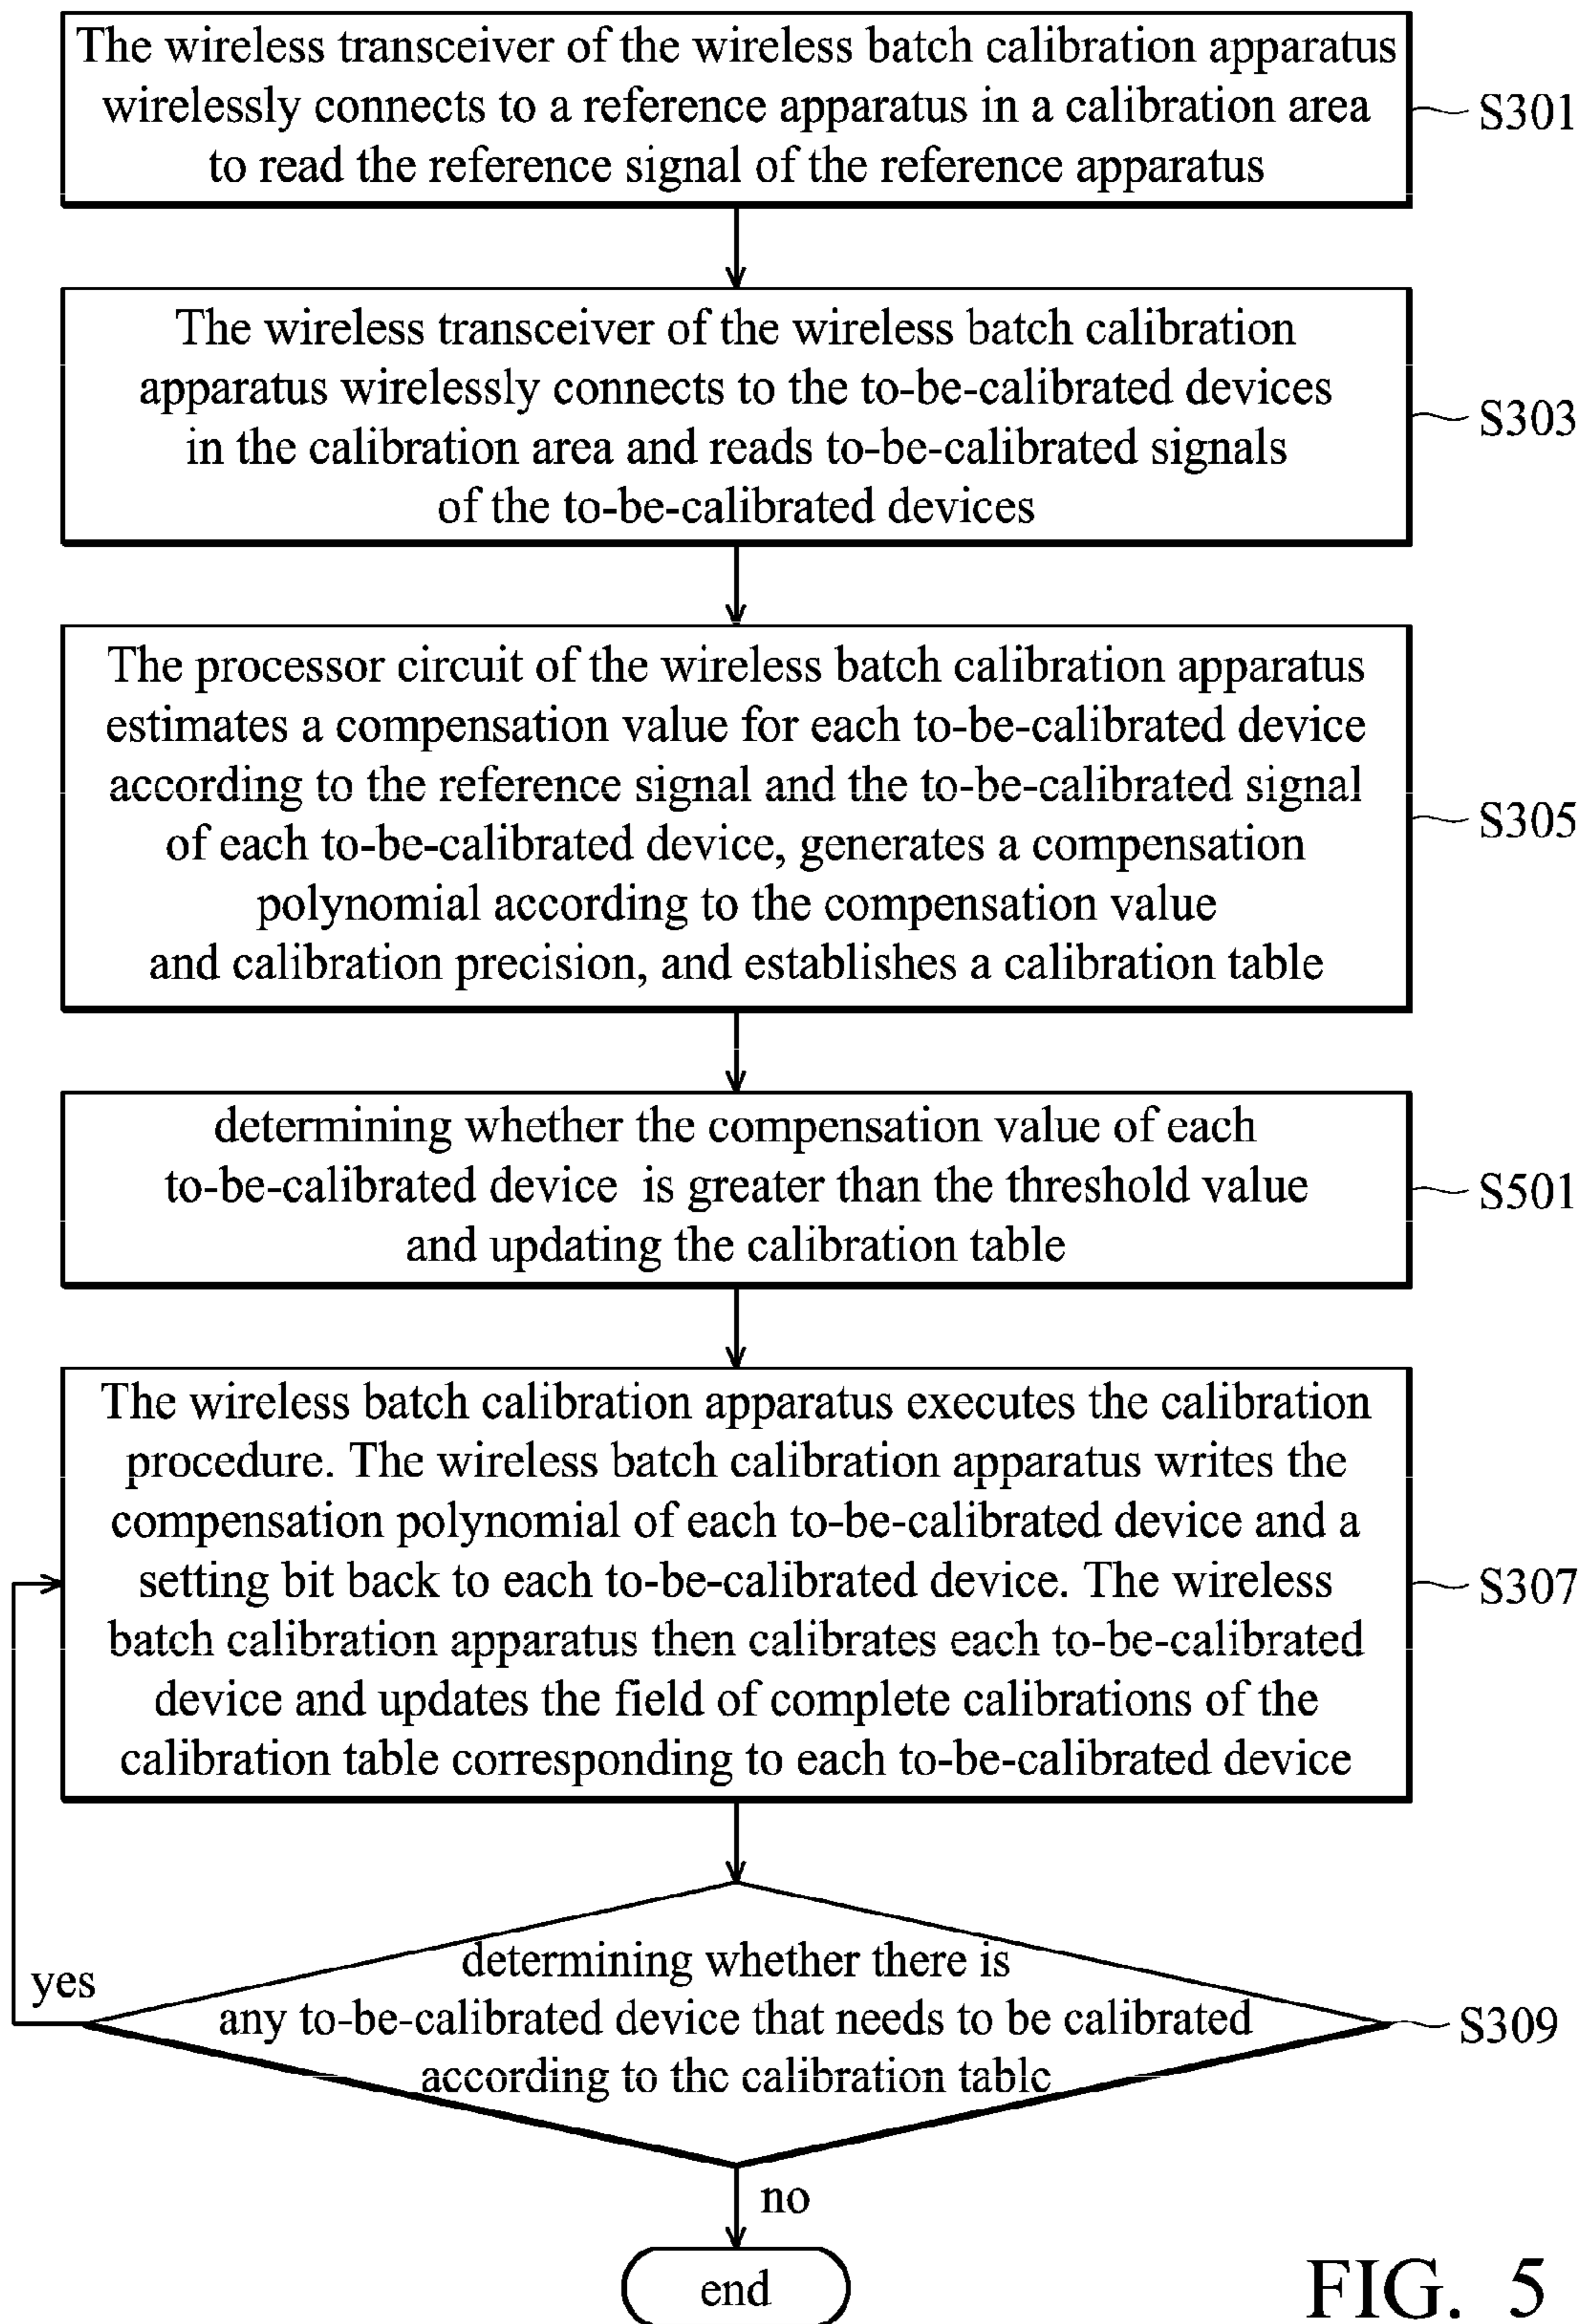 The wireless transceiver of the wireless batch calibration apparatus
wirelessly connects to a reference apparatus in a calibration area
to read the reference signal of the reference apparatus
S301
The wireless transceiver of the wireless batch calibration
apparatus wirelessly connects to the to-be-calibrated devices
in the calibration area and reads to-be-calibrated signals
of the to-be-calibrated devices
S303
The processor circuit of the wireless batch calibration apparatus
estimates a compensation value for each to-be-calibrated device
according to the reference signal and the to-be-calibrated signal
of each to-be-calibrated device, generates a compensation
polynomial according to the compensation value
and calibration precision, and establishes a calibration table
S305
determining whether the compensation value of each
to-be-calibrated device is greater than the threshold value
and updating the calibration table
S501
The wireless batch calibration apparatus executes the calibration
procedure. The wireless batch calibration apparatus writes the
compensation polynomial of each to-be-calibrated device and a
setting bit back to each to-be-calibrated device. The wireless
batch calibration apparatus then calibrates each to-be-calibrated
device and updates the field of complete calibrations of the
calibration table corresponding to each to-be-calibrated device
S307
yes
determining whether there is
any to-be-calibrated device that needs to be calibrated
according to the calibration table
S309
no
end
FIG. 5